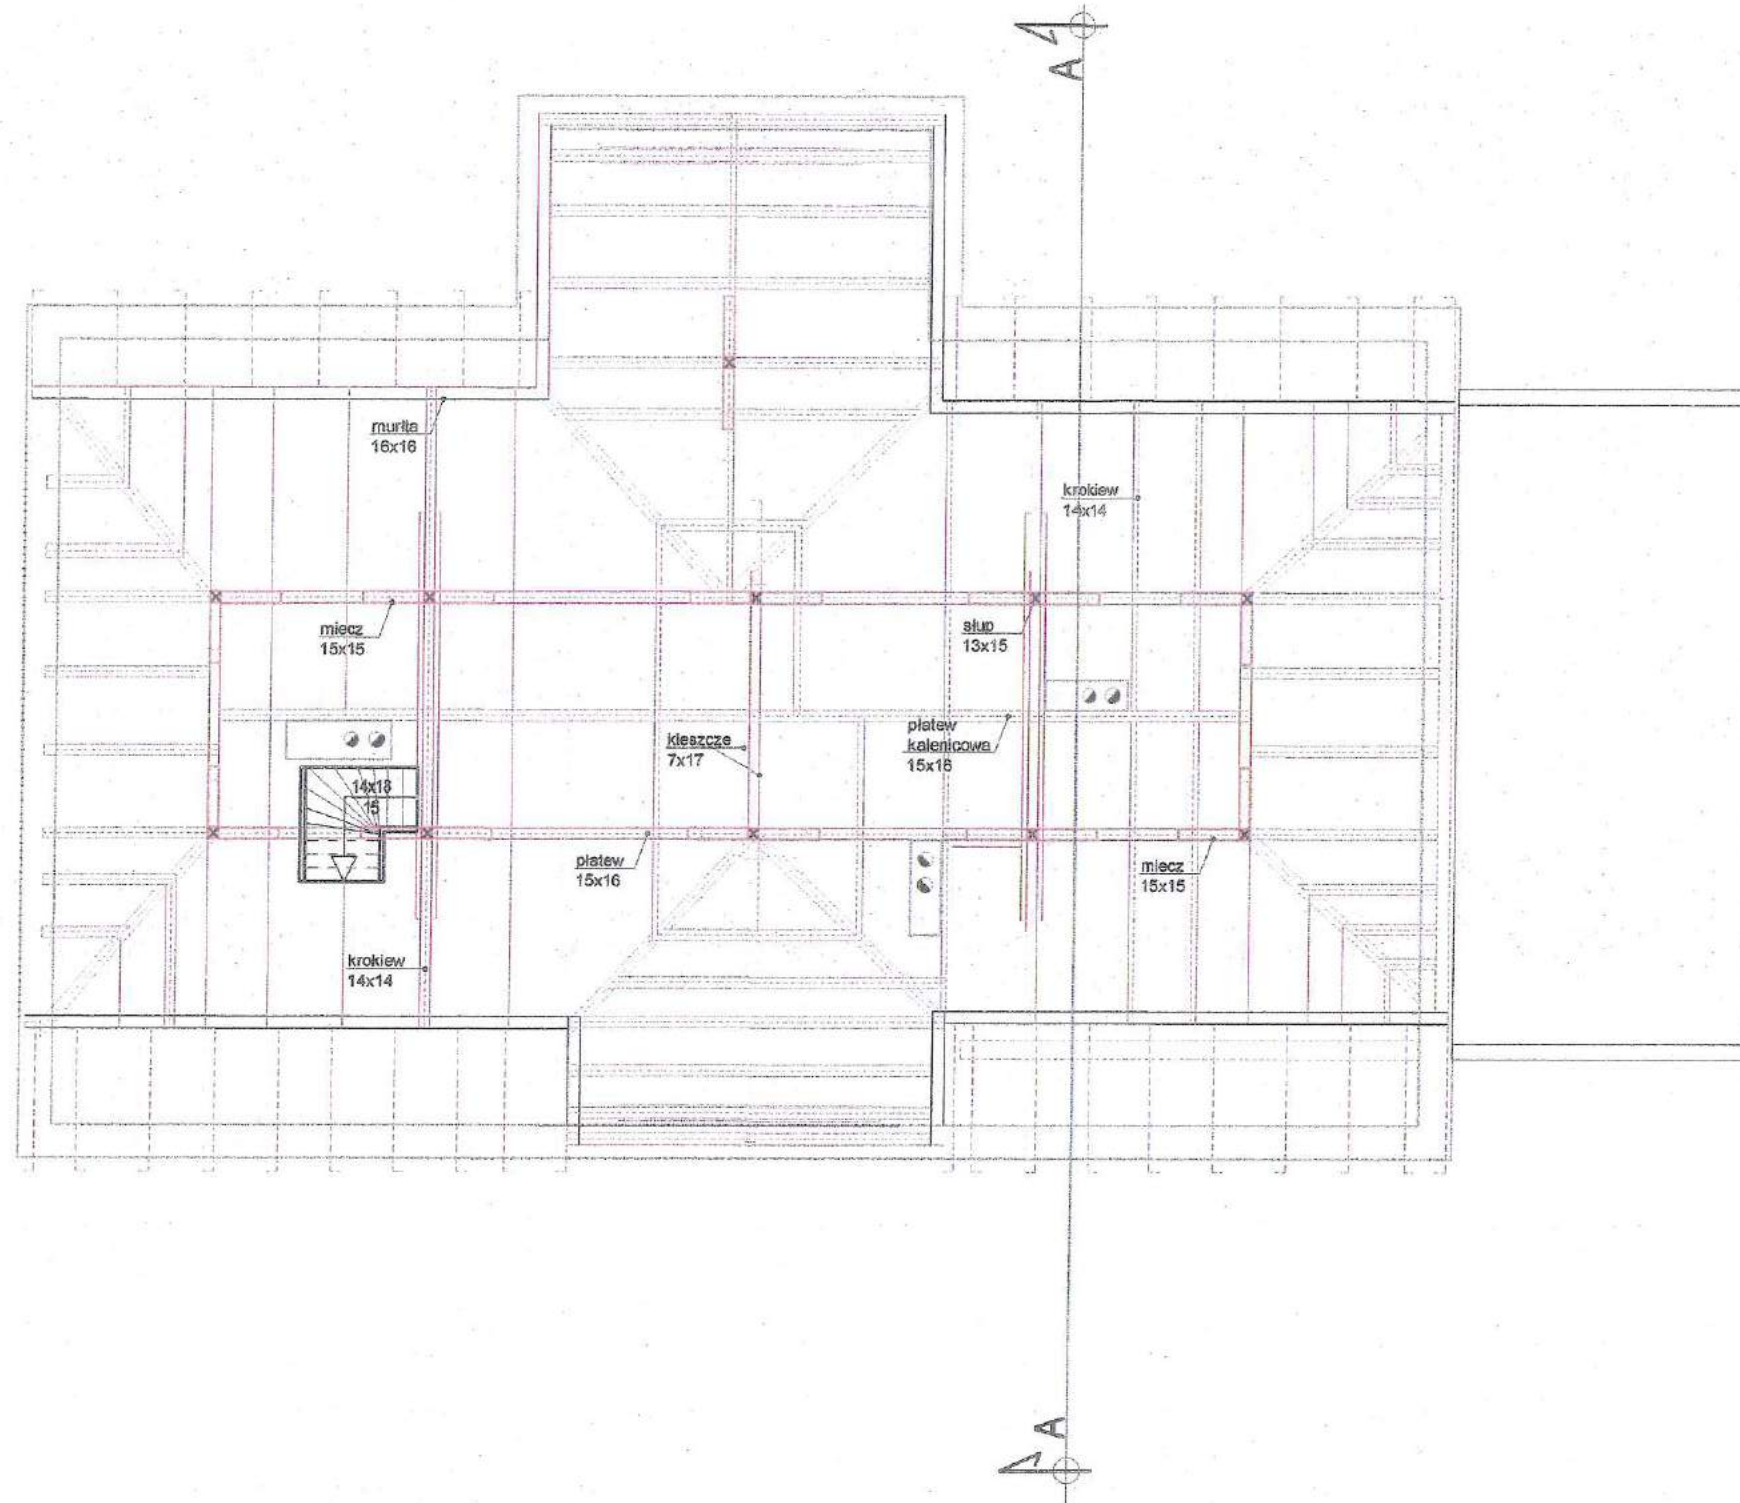 A
murłta
16x16
krokiew
14x14
miecz
15x15
słup
13x15
kleszcze
7x17
płatew
kalenicowa
15x16
14x18
15
płatew
15x16
miecz
15x15
krokiew
14x14
A